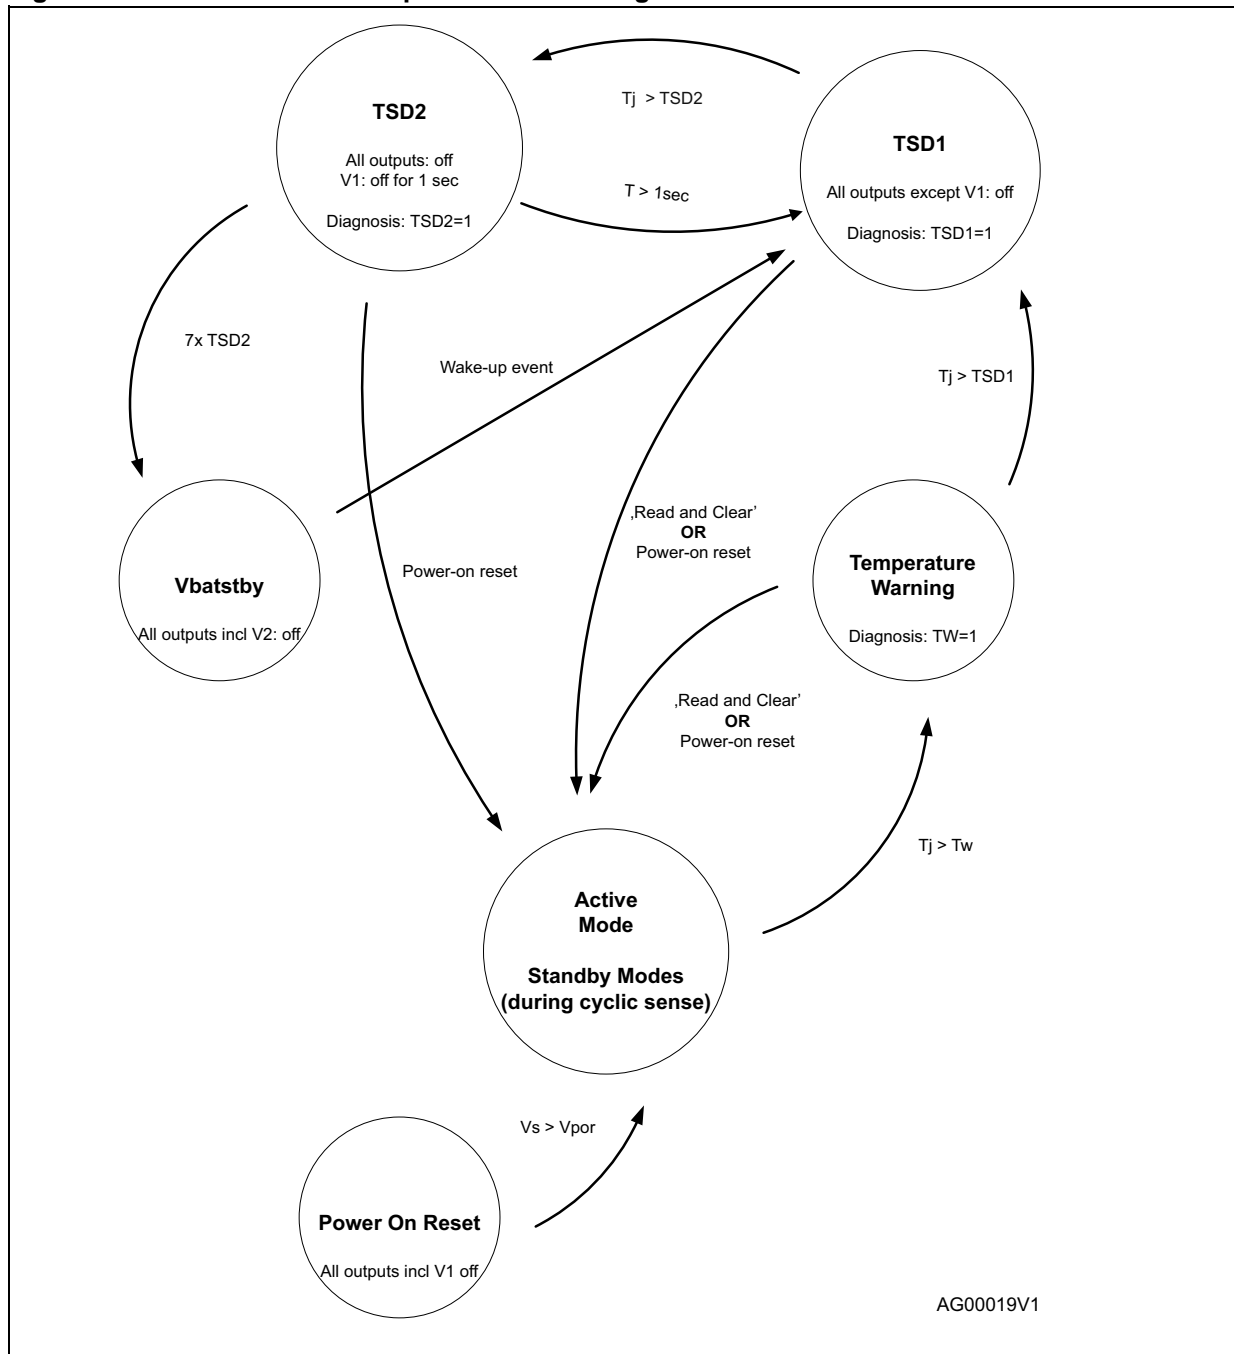 Tj > TSD2
TSD2
All outputs: off
V1: off for 1 sec
Diagnosis: TSD2=1
TSD1
All outputs except V1: off
Diagnosis: TSD1=1
T > 1sec
7x TSD2
Wake-up event
Tj > TSD1
Vbatstby
All outputs incl V2: off
Power-on reset
‚Read and Clear’
OR
Power-on reset
Temperature
Warning
Diagnosis: TW=1
‚Read and Clear’
OR
Power-on reset
Tj > Tw
Active
Mode
Standby Modes
(during cyclic sense)
Vs > Vpor
Power On Reset
All outputs incl V1 off
AG00019V1